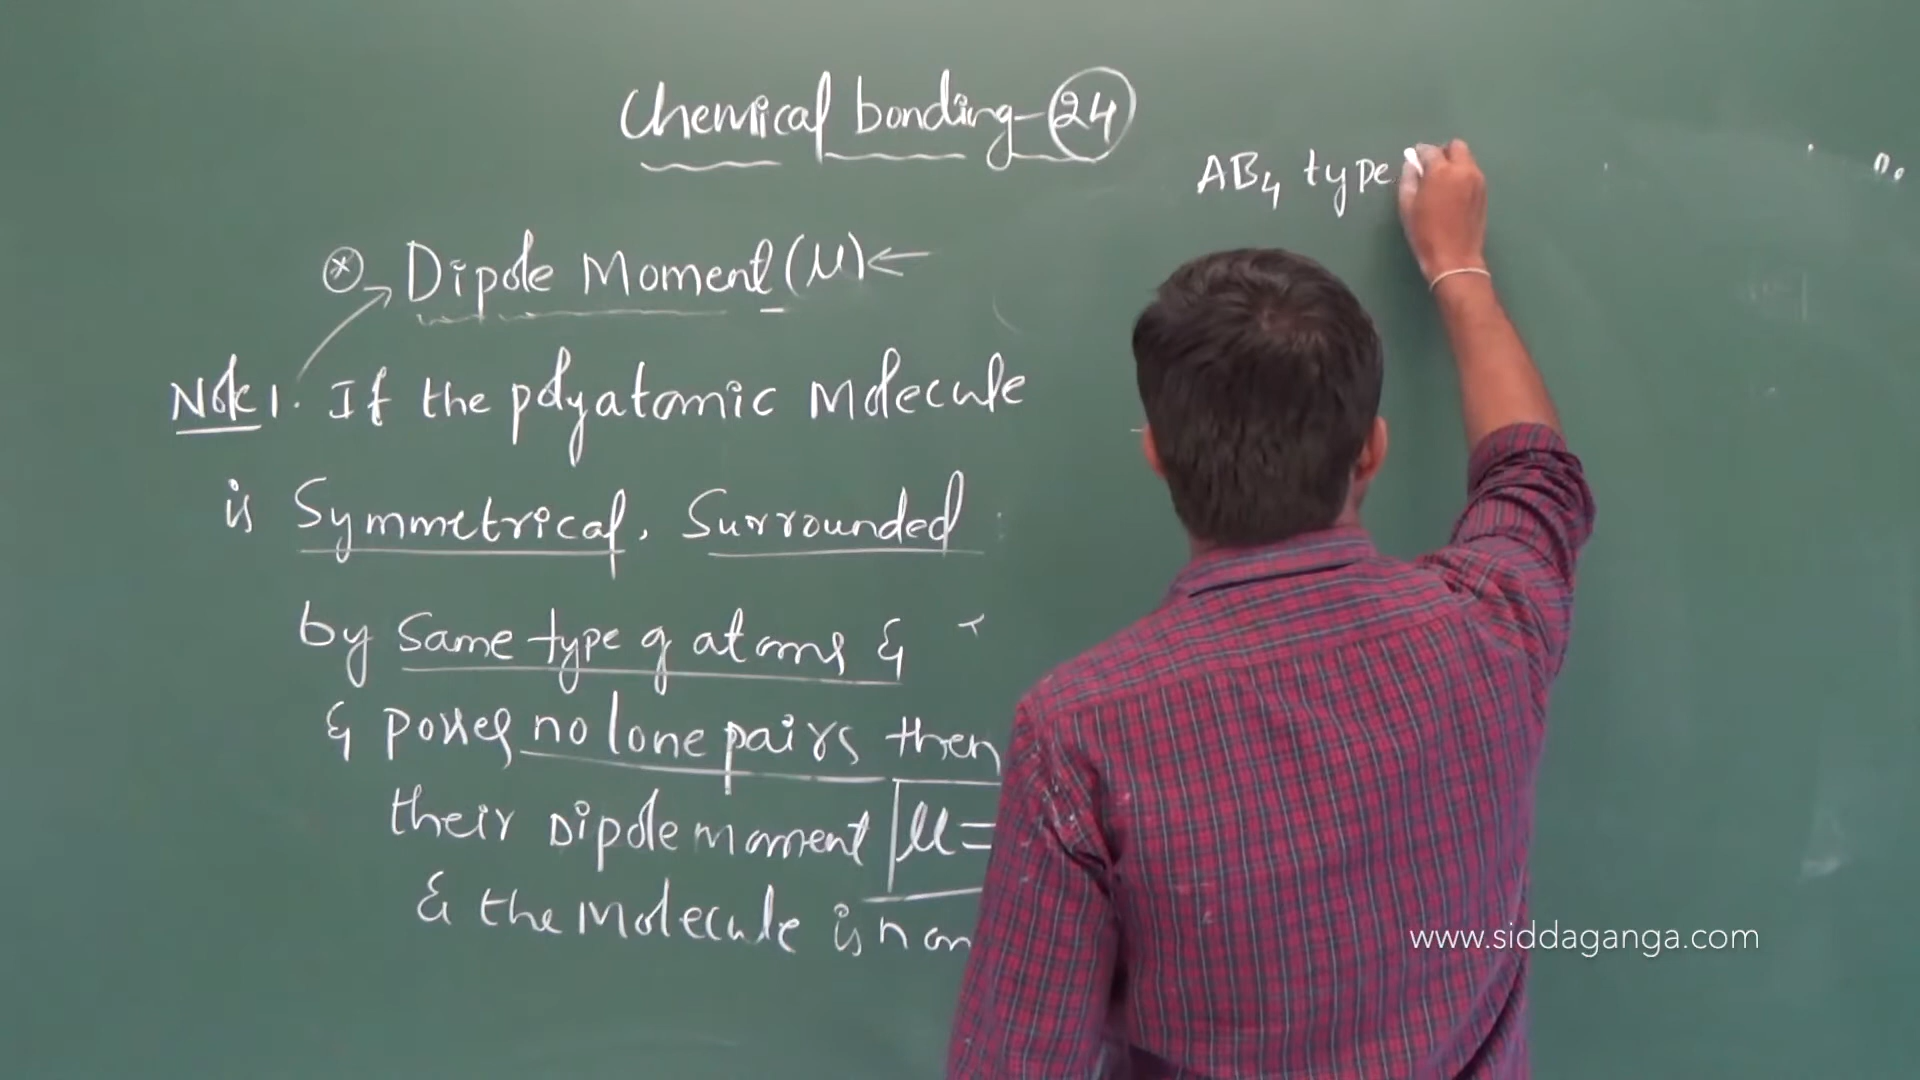 Chemical bonding - 24
AB4 type
Dipole Moment (μ) ←
Note 1. If the polyatomic Molecule
is Symmetrical, Surrounded
by Same type of atoms &
& posses no lone pairs then
their Dipole moment μ =
& the Molecule is non
www.siddaganga.com